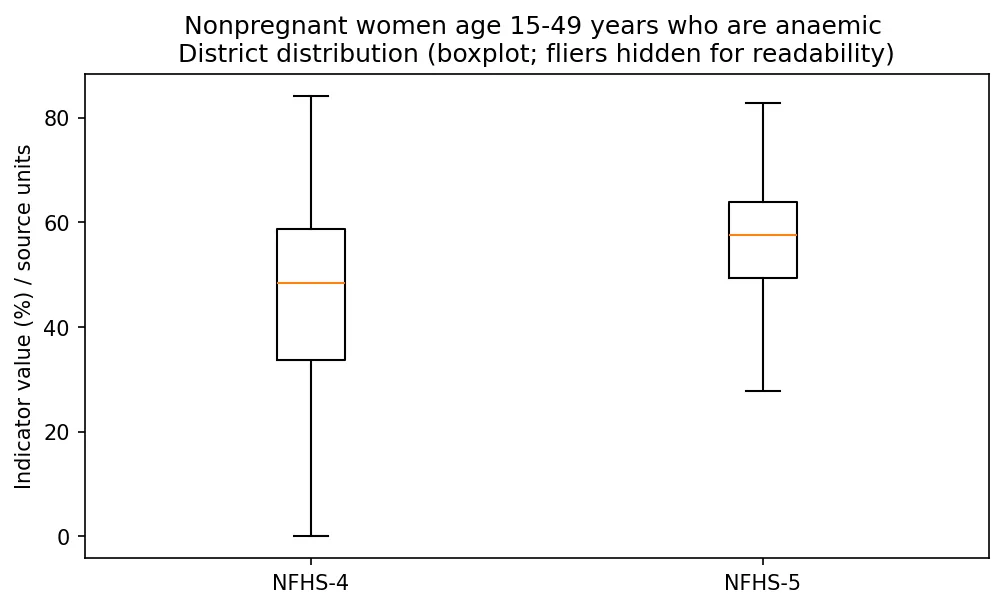 Nonpregnant women age 15-49 years who are anaemic
District distribution (boxplot; fliers hidden for readability)
Indicator value (%) / source units
80
60
40
20
0
NFHS-4
NFHS-5